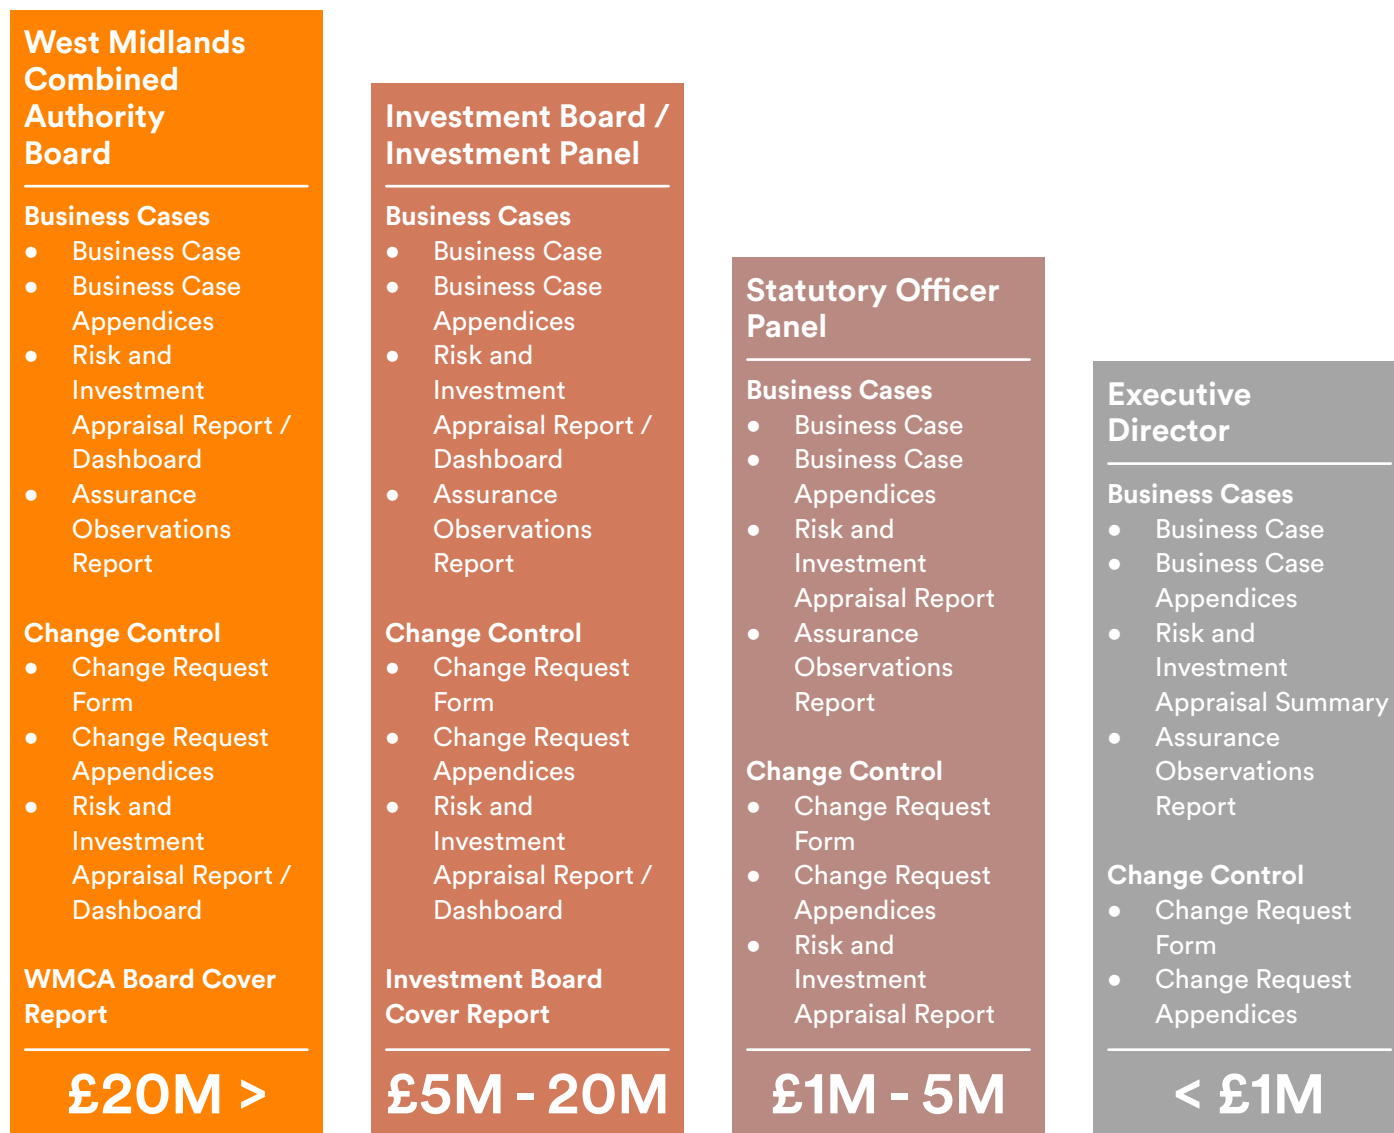 West Midlands
Combined
Authority
Board
Business Cases
● Business Case
● Business Case
Appendices
● Risk and
Investment
Appraisal Report /
Dashboard
● Assurance
Observations
Report
Change Control
● Change Request
Form
● Change Request
Appendices
● Risk and
Investment
Appraisal Report /
Dashboard
WMCA Board Cover
Report
£20M >
Investment Board /
Investment Panel
Business Cases
● Business Case
● Business Case
Appendices
● Risk and
Investment
Appraisal Report /
Dashboard
● Assurance
Observations
Report
Change Control
● Change Request
Form
● Change Request
Appendices
● Risk and
Investment
Appraisal Report /
Dashboard
Investment Board
Cover Report
£5M - 20M
Statutory Officer
Panel
Business Cases
● Business Case
● Business Case
Appendices
● Risk and
Investment
Appraisal Report
● Assurance
Observations
Report
Change Control
● Change Request
Form
● Change Request
Appendices
● Risk and
Investment
Appraisal Report
£1M - 5M
Executive
Director
Business Cases
● Business Case
● Business Case
Appendices
● Risk and
Investment
Appraisal Summary
● Assurance
Observations
Report
Change Control
● Change Request
Form
● Change Request
Appendices
< £1M